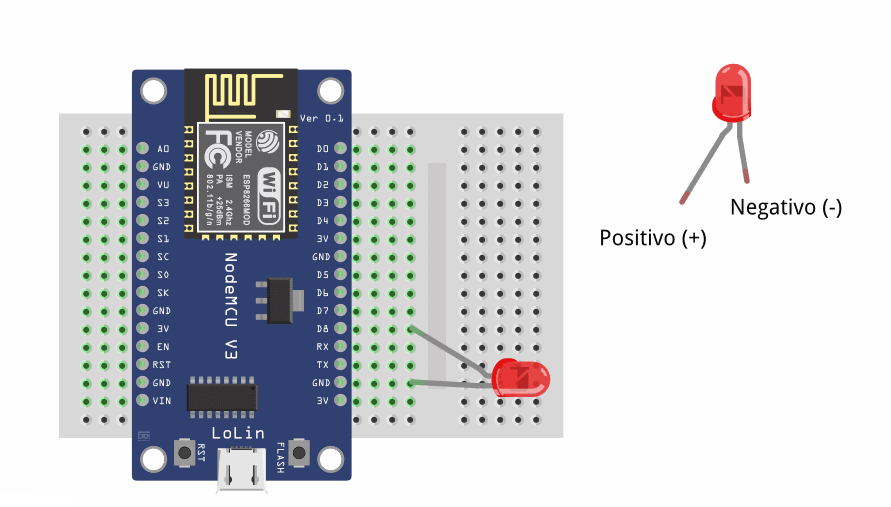 Ver 0.1
A0
GND
VU
S3
S2
S1
SC
S0
SK
GND
3V
EN
RST
GND
VIN
D0
D1
D2
D3
D4
3V
GND
D5
D6
D7
D8
RX
TX
GND
3V
FC
MODEL
VENDOR
WiFi
ESP8266MOD
ISM 2.4GHz
PA +25dBm
802.11b/g/n
NodeMCU V3
LoLin
RST
FLASH
Negativo (-)
Positivo (+)